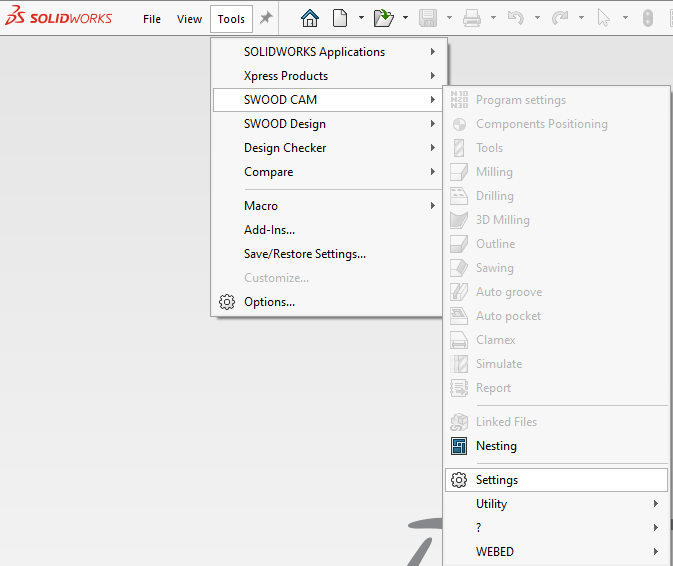 SOLIDWORKS File View Tools
SOLIDWORKS Applications
Xpress Products
SWOOD CAM
SWOOD Design
Design Checker
Compare
Macro
Add-Ins...
Save/Restore Settings...
Customize...
Options...
Program settings
Components Positioning
Tools
Milling
Drilling
3D Milling
Outline
Sawing
Auto groove
Auto pocket
Clamex
Simulate
Report
Linked Files
Nesting
Settings
Utility
?
WEBED